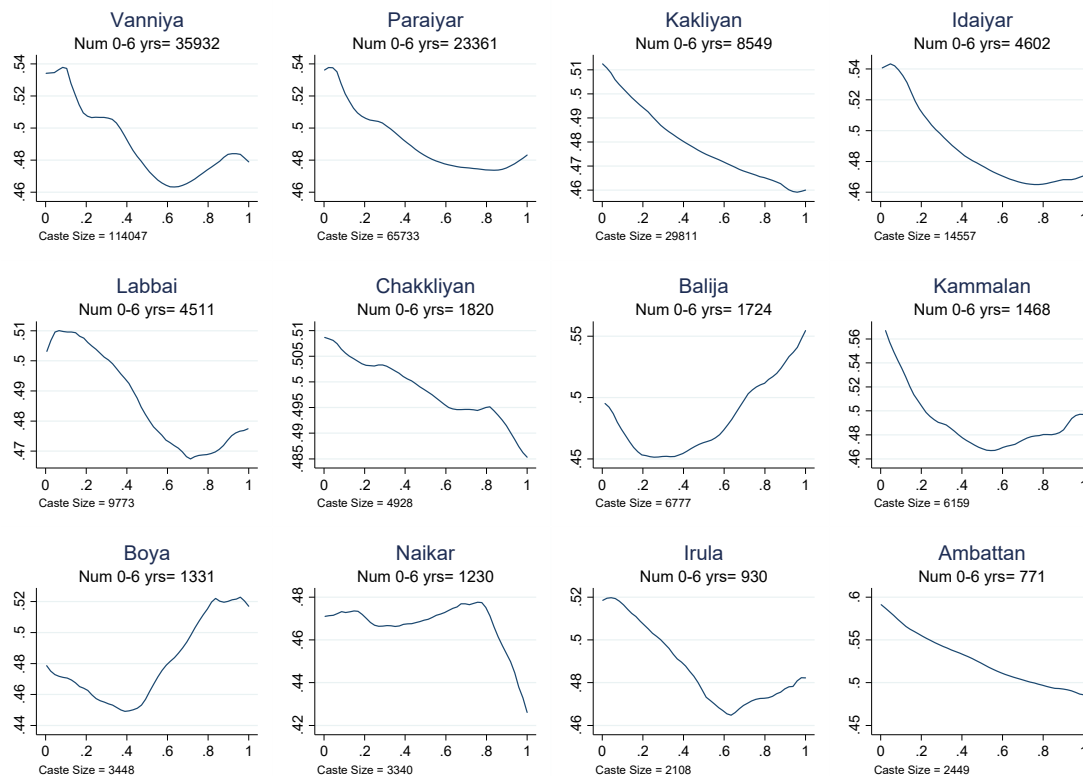 Vanniya
Num 0-6 yrs= 35932
.54
.52
.5
.48
.46
0 .2 .4 .6 .8 1
Caste Size = 114047
Paraiyar
Num 0-6 yrs= 23361
.54
.52
.5
.48
.46
0 .2 .4 .6 .8 1
Caste Size = 65733
Kakliyan
Num 0-6 yrs= 8549
.51
.5
.49
.48
.47
.46
0 .2 .4 .6 .8 1
Caste Size = 29811
Idaiyar
Num 0-6 yrs= 4602
.54
.52
.5
.48
.46
0 .2 .4 .6 .8 1
Caste Size = 14557
Labbai
Num 0-6 yrs= 4511
.51
.5
.49
.48
.47
0 .2 .4 .6 .8 1
Caste Size = 9773
Chakkliyan
Num 0-6 yrs= 1820
.51
.505
.5
.495
.49
.485
0 .2 .4 .6 .8 1
Caste Size = 4928
Balija
Num 0-6 yrs= 1724
.55
.5
.45
0 .2 .4 .6 .8 1
Caste Size = 6777
Kammalan
Num 0-6 yrs= 1468
.56
.54
.52
.5
.48
.46
0 .2 .4 .6 .8 1
Caste Size = 6159
Boya
Num 0-6 yrs= 1331
.52
.5
.48
.46
.44
0 .2 .4 .6 .8 1
Caste Size = 3448
Naikar
Num 0-6 yrs= 1230
.48
.46
.44
.42
0 .2 .4 .6 .8 1
Caste Size = 3340
Irula
Num 0-6 yrs= 930
.52
.5
.48
.46
0 .2 .4 .6 .8 1
Caste Size = 2108
Ambattan
Num 0-6 yrs= 771
.6
.55
.5
.45
0 .2 .4 .6 .8 1
Caste Size = 2449